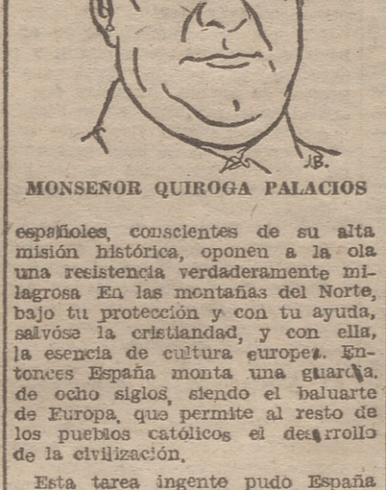 JB.
MONSEÑOR QUIROGA PALACIOS
españoles, conscientes de su alta
misión histórica, oponen a la ola
una resistencia verdaderamente mi-
lagrosa En las montañas del Norte,
bajo tu protección y con tu ayuda,
salvóse la cristiandad, y con ella,
la esencia de cultura europea. En-
tonces España monta una guardia.
de ocho siglos, siendo el baluarte
de Europa, que permite al resto de
los pueblos católicos el desarrollo
de la civilización.
Esta tarea ingente pudo España